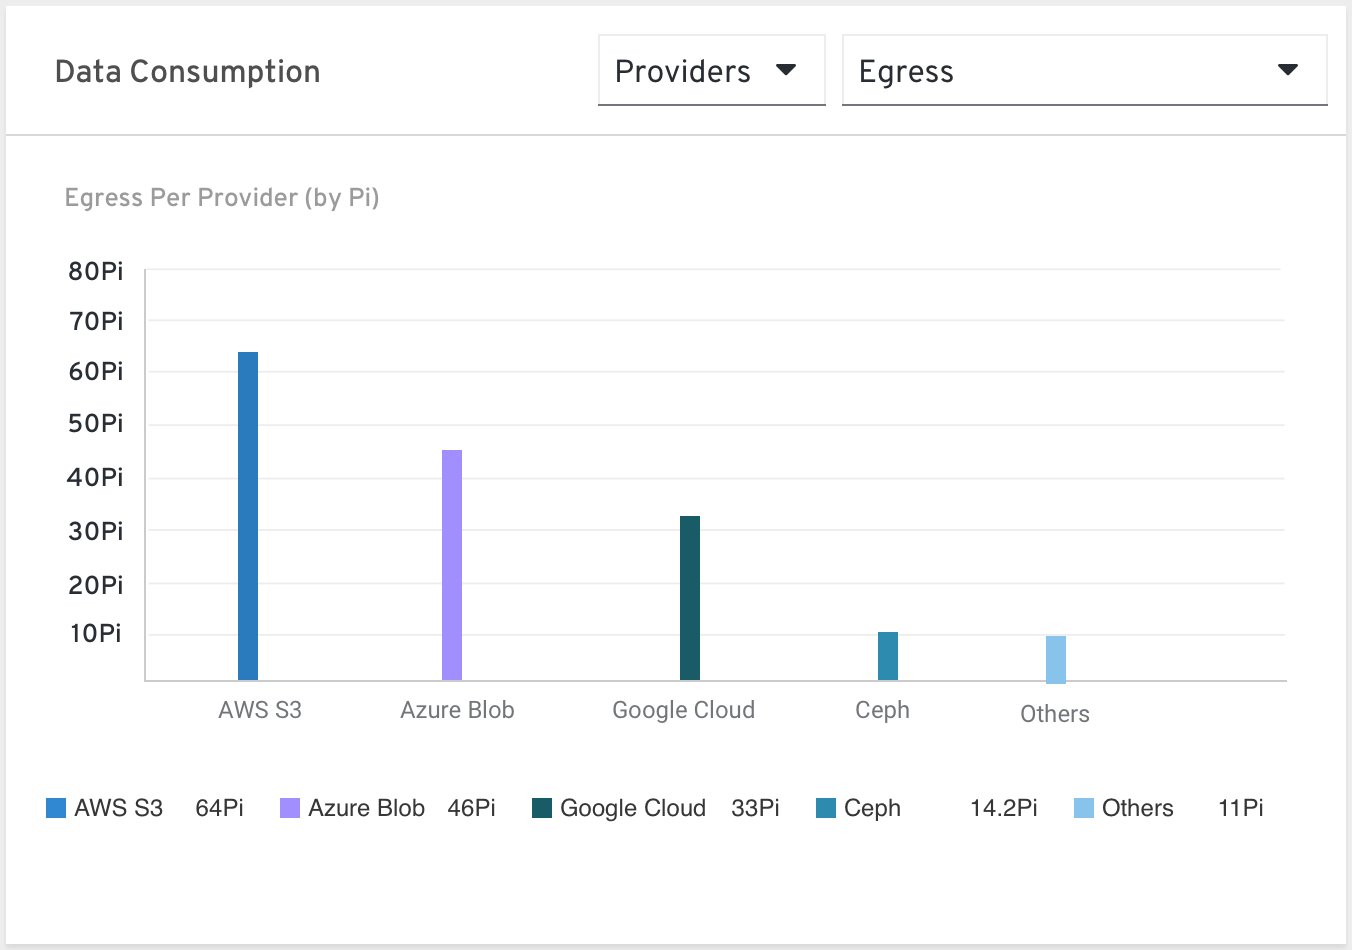 Data Consumption
Providers
Egress
Egress Per Provider (by Pi)
80Pi
70Pi
60Pi
50Pi
40Pi
30Pi
20Pi
10Pi
AWS S3 Azure Blob Google Cloud Ceph Others
AWS S3 64Pi Azure Blob 46Pi Google Cloud 33Pi Ceph 14.2Pi Others 11Pi